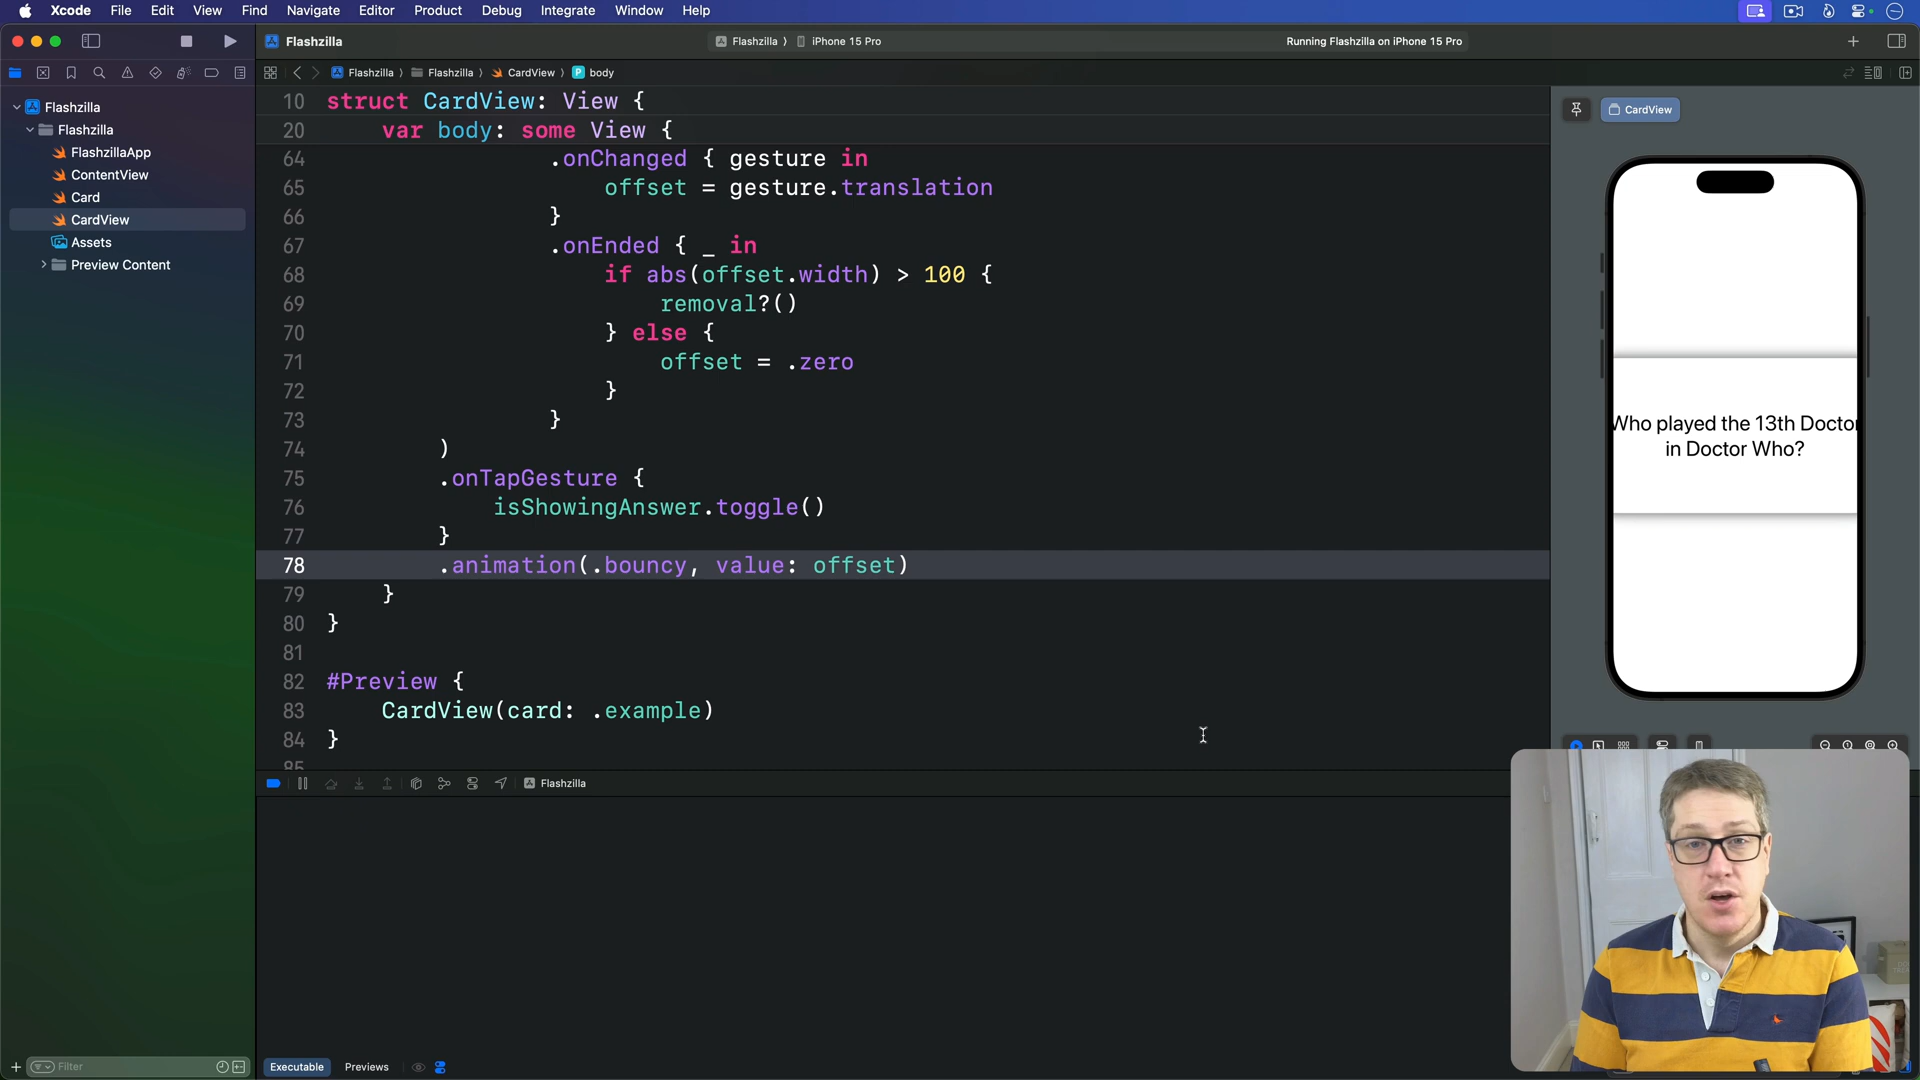 Xcode File Edit View Find Navigate Editor Product Debug Integrate Window Help
Flashzilla
Flashzilla 〉 iPhone 15 Pro
Running Flashzilla on iPhone 15 Pro
Flashzilla 〉 Flashzilla 〉 CardView 〉 P body
Flashzilla
Flashzilla
FlashzillaApp
ContentView
Card
CardView
Assets
Preview Content
10 struct CardView: View {
20 var body: some View {
64 .onChanged { gesture in
65 offset = gesture.translation
66 }
67 .onEnded { _ in
68 if abs(offset.width) > 100 {
69 removal?()
70 } else {
71 offset = .zero
72 }
73 }
74 )
75 .onTapGesture {
76 isShowingAnswer.toggle()
77 }
78 .animation(.bouncy, value: offset)
79 }
80 }
81
82 #Preview {
83 CardView(card: .example)
84 }
85
CardView
Who played the 13th Doctor
in Doctor Who?
Flashzilla
Filter
Executable Previews